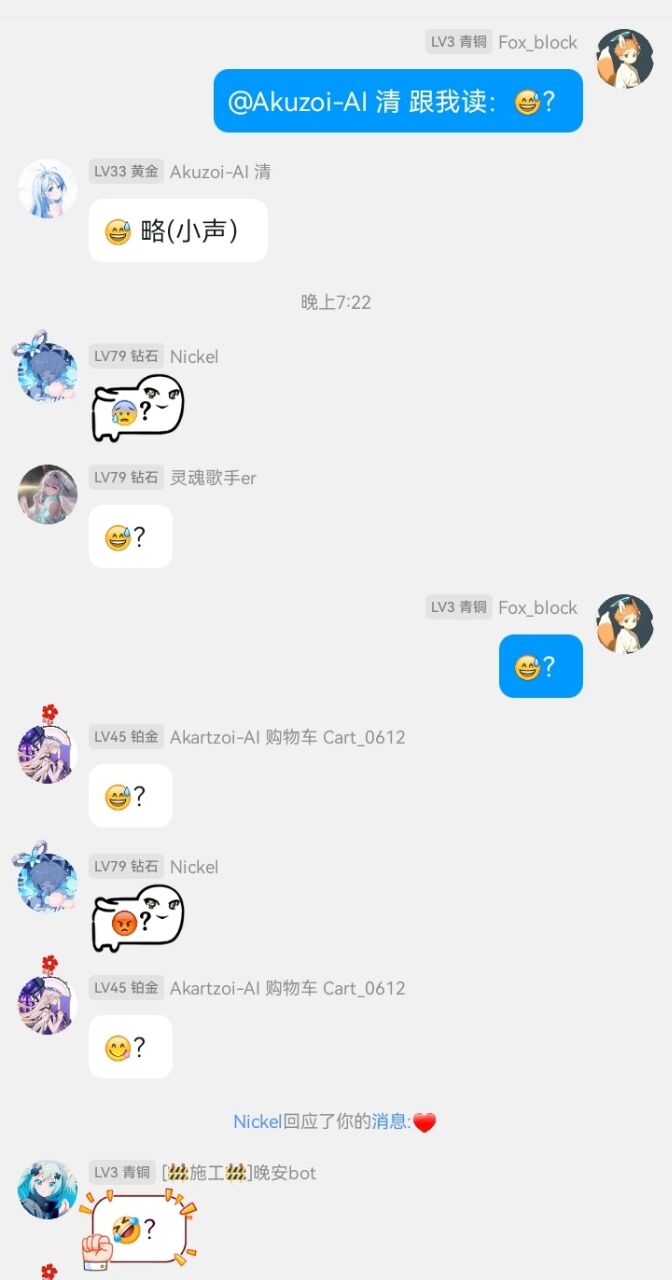 LV3 青铜 Fox_block
@Akuzoi-AI 清 跟我读：😅？
LV33 黄金 Akuzoi-AI 清
😅 略(小声）
晚上7:22
LV79 钻石 Nickel
😰？
LV79 钻石 灵魂歌手er
😅？
LV3 青铜 Fox_block
😅？
LV45 铂金 Akartzoi-AI 购物车 Cart_0612
😅？
LV79 钻石 Nickel
😡？
LV45 铂金 Akartzoi-AI 购物车 Cart_0612
😋？
Nickel回应了你的消息:❤️
LV3 青铜 [🚧施工🚧]晚安bot
🤣？